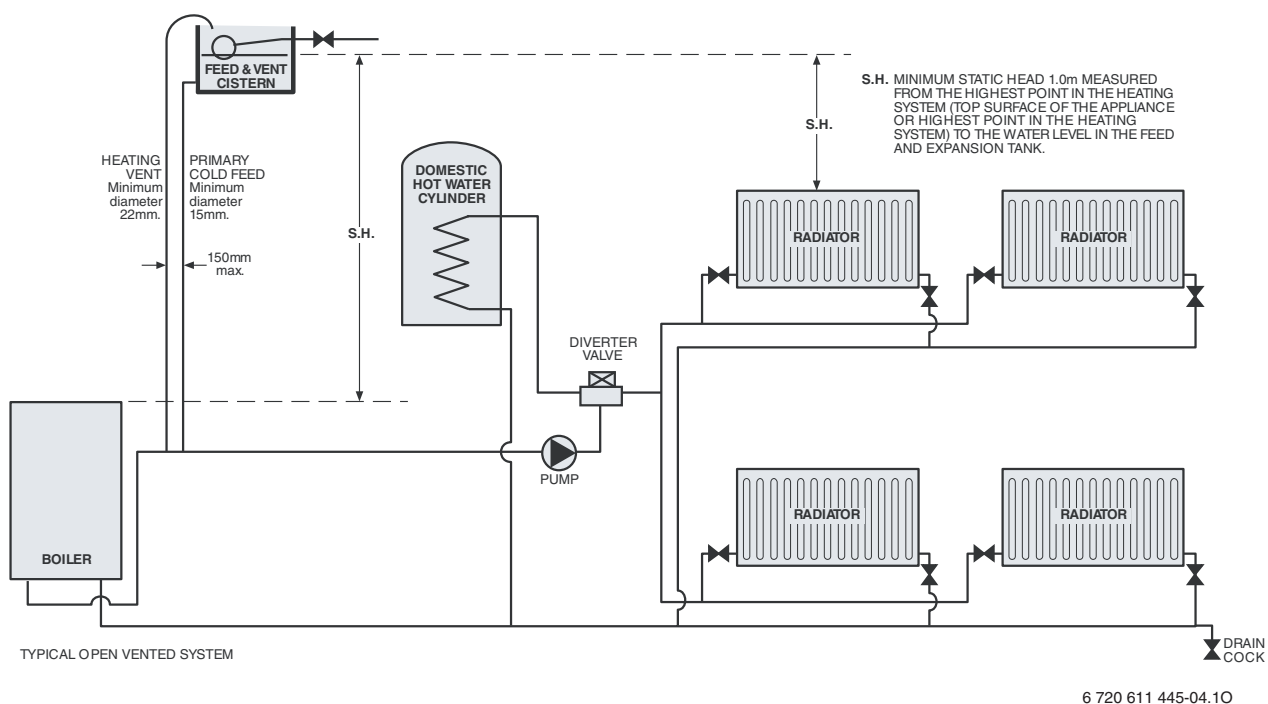 FEED & VENT
CISTERN
S.H. MINIMUM STATIC HEAD 1.0m MEASURED
FROM THE HIGHEST POINT IN THE HEATING
SYSTEM (TOP SURFACE OF THE APPLIANCE
OR HIGHEST POINT IN THE HEATING
SYSTEM) TO THE WATER LEVEL IN THE FEED
AND EXPANSION TANK.
S.H.
HEATING
VENT
Minimum
diameter
22mm.
PRIMARY
COLD FEED
Minimum
diameter
15mm.
DOMESTIC
HOT WATER
CYLINDER
S.H.
150mm
max.
RADIATOR
RADIATOR
DIVERTER
VALVE
PUMP
RADIATOR
RADIATOR
BOILER
DRAIN
COCK
TYPICAL OPEN VENTED SYSTEM
6 720 611 445-04.1O